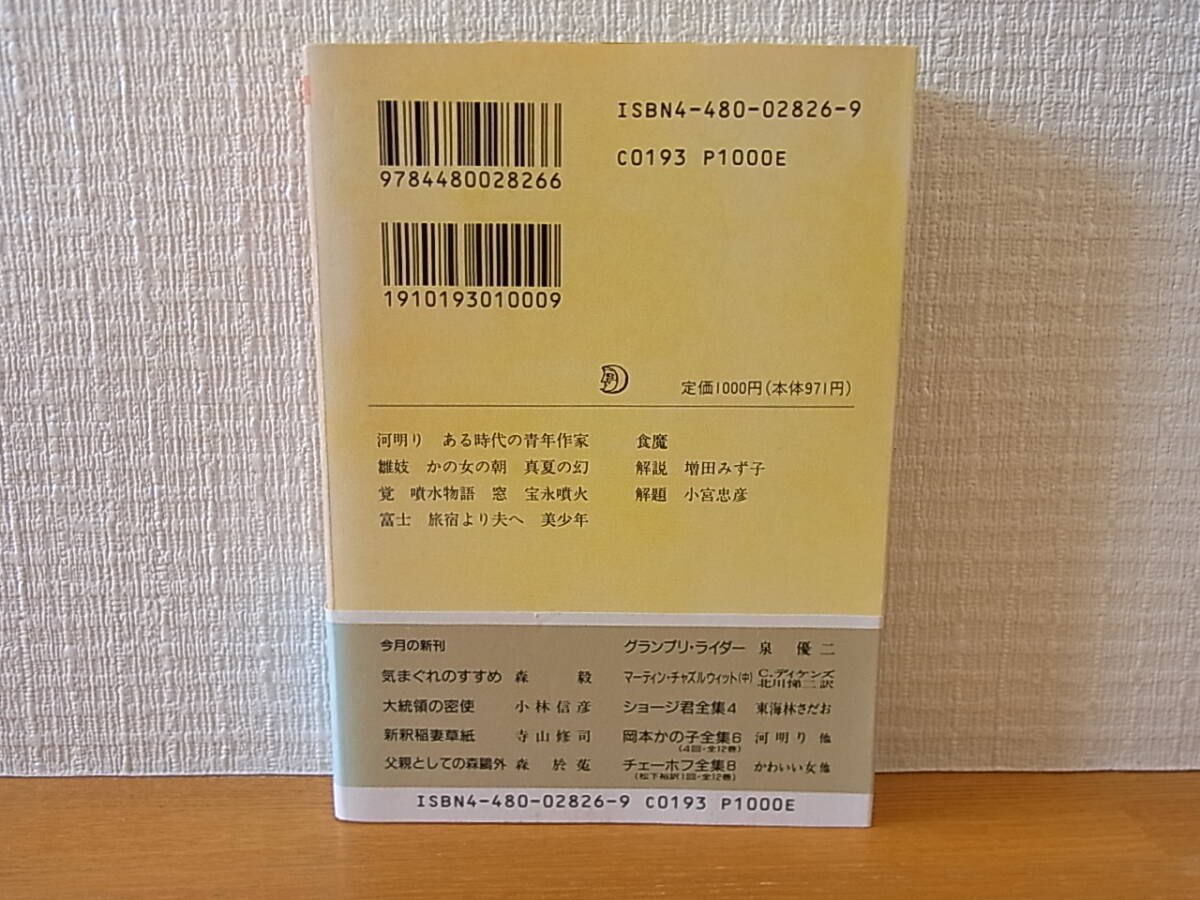 ISBN4-480-02826-9
C0193 P1000E
9784480028266
1910193010009
定価1000円(本体971円)
河明り ある時代の青年作家
雛妓 かの女の朝 真夏の幻
覚 噴水物語 窓 宝永噴火
富士 旅宿より夫へ 美少年
食魔
解説 増田みず子
解題 小宮忠彦
今月の新刊
気まぐれのすすめ 森 毅
大統領の密使 小林信彦
新釈稲妻草紙 寺山修司
父親としての森鷗外 森 於菟
グランプリ・ライダー 泉 優二
マーティン・チャズルウィット(中) C.ディケンズ 北川悌二訳
ショージ君全集4 東海林さだお
岡本かの子全集6 河明り 他
(4回・全12巻)
チェーホフ全集8 かわいい女 他
(松下裕訳1回・全12巻)
ISBN4-480-02826-9 C0193 P1000E